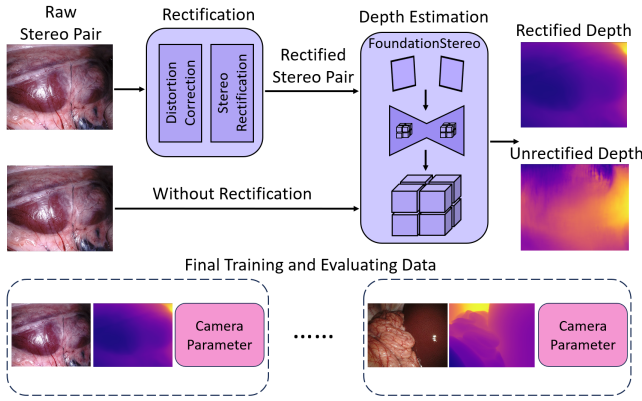 Raw
Stereo Pair
Rectification
Distortion
Correction
Stereo
Rectification
Rectified
Stereo Pair
Depth Estimation
FoundationStereo
Rectified Depth
Unrectified Depth
Without Rectification
Final Training and Evaluating Data
Camera
Parameter
......
Camera
Parameter